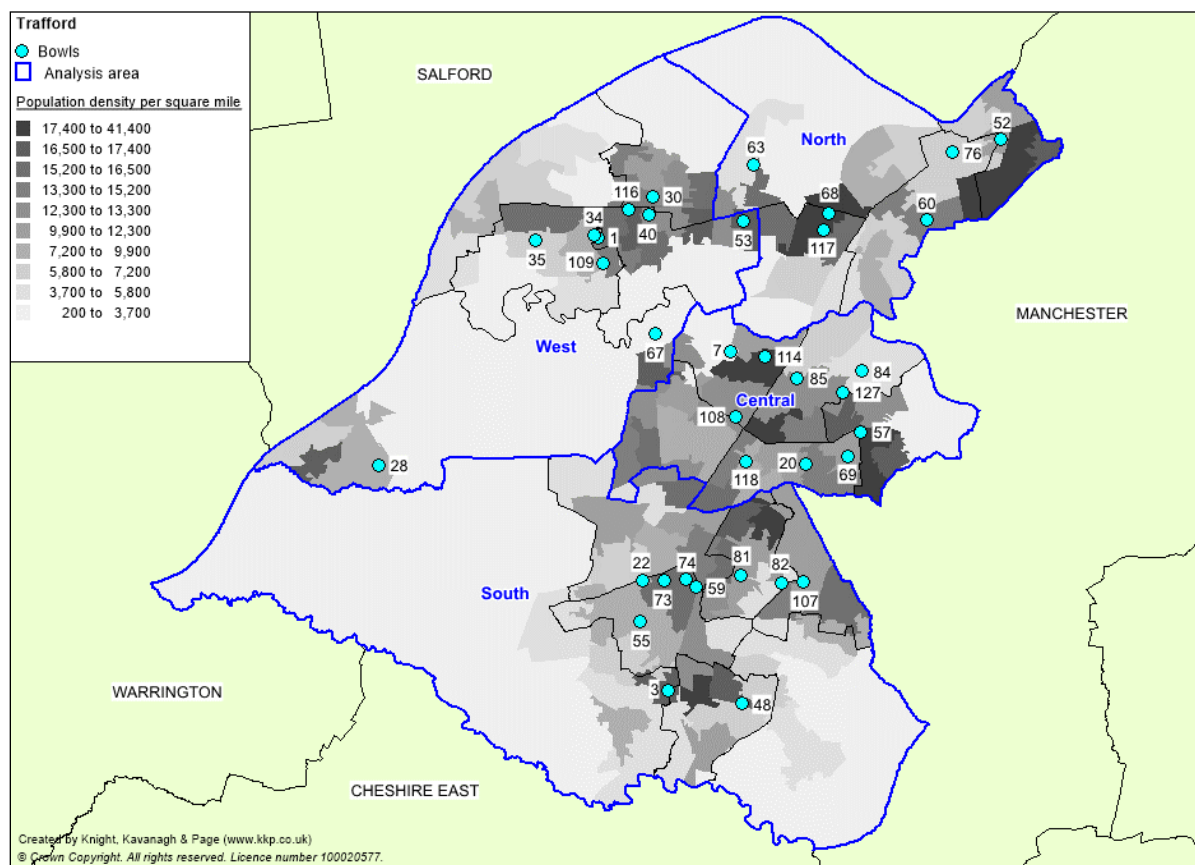 Trafford
Bowls
Analysis area
Population density per square mile
17,400 to 41,400
16,500 to 17,400
15,200 to 16,500
13,300 to 15,200
12,300 to 13,300
9,900 to 12,300
7,200 to 9,900
5,800 to 7,200
3,700 to 5,800
200 to 3,700
SALFORD
52
North
76
63
116
30
68
60
34
1
40
53
117
35
109
MANCHESTER
West
67
7
114
84
85
127
Central
108
57
28
118
20
69
22
74
81
82
South
73
59
107
55
WARRINGTON
3
48
CHESHIRE EAST
Created by Knight, Kavanagh & Page (www.kkp.co.uk)
© Crown Copyright. All rights reserved. Licence number 100020577.